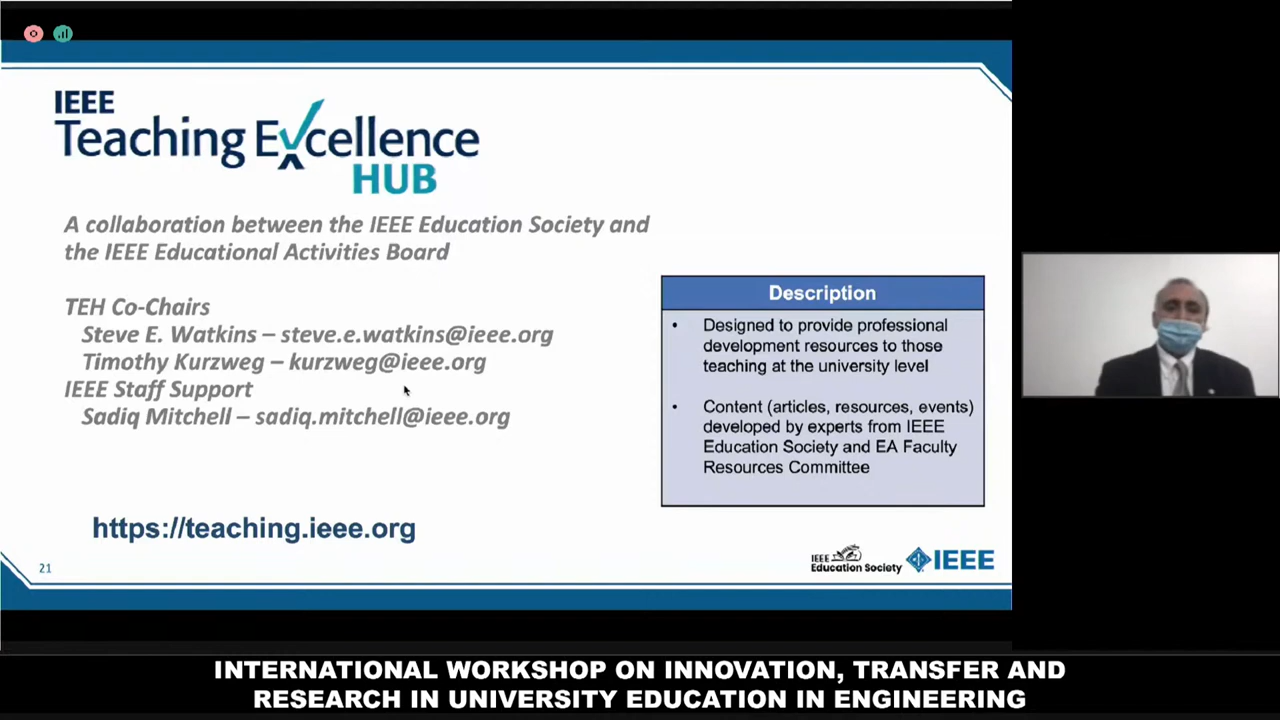 IEEE
Teaching Excellence
HUB
A collaboration between the IEEE Education Society and
the IEEE Educational Activities Board
TEH Co-Chairs
Steve E. Watkins – steve.e.watkins@ieee.org
Timothy Kurzweg – kurzweg@ieee.org
IEEE Staff Support
Sadiq Mitchell – sadiq.mitchell@ieee.org
https://teaching.ieee.org
Description
• Designed to provide professional
development resources to those
teaching at the university level
• Content (articles, resources, events)
developed by experts from IEEE
Education Society and EA Faculty
Resources Committee
21
IEEE
Education Society
IEEE
INTERNATIONAL WORKSHOP ON INNOVATION, TRANSFER AND
RESEARCH IN UNIVERSITY EDUCATION IN ENGINEERING